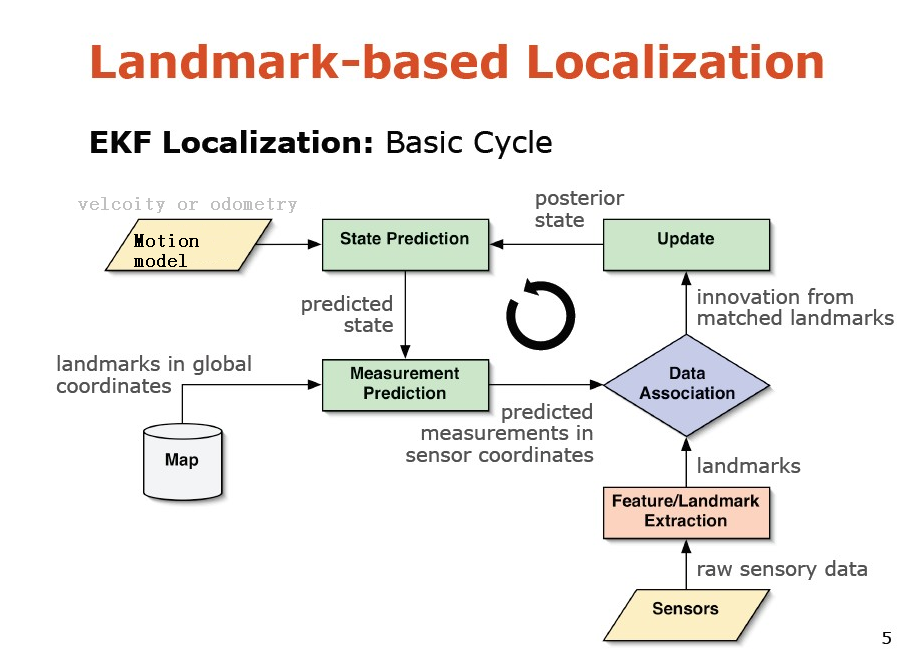 Landmark-based Localization
EKF Localization: Basic Cycle
velcoity or odometry
Motion
model
State Prediction
posterior
state
Update
predicted
state
innovation from
matched landmarks
landmarks in global
coordinates
Measurement
Prediction
Data
Association
predicted
measurements in
sensor coordinates
Map
landmarks
Feature/Landmark
Extraction
raw sensory data
Sensors
5